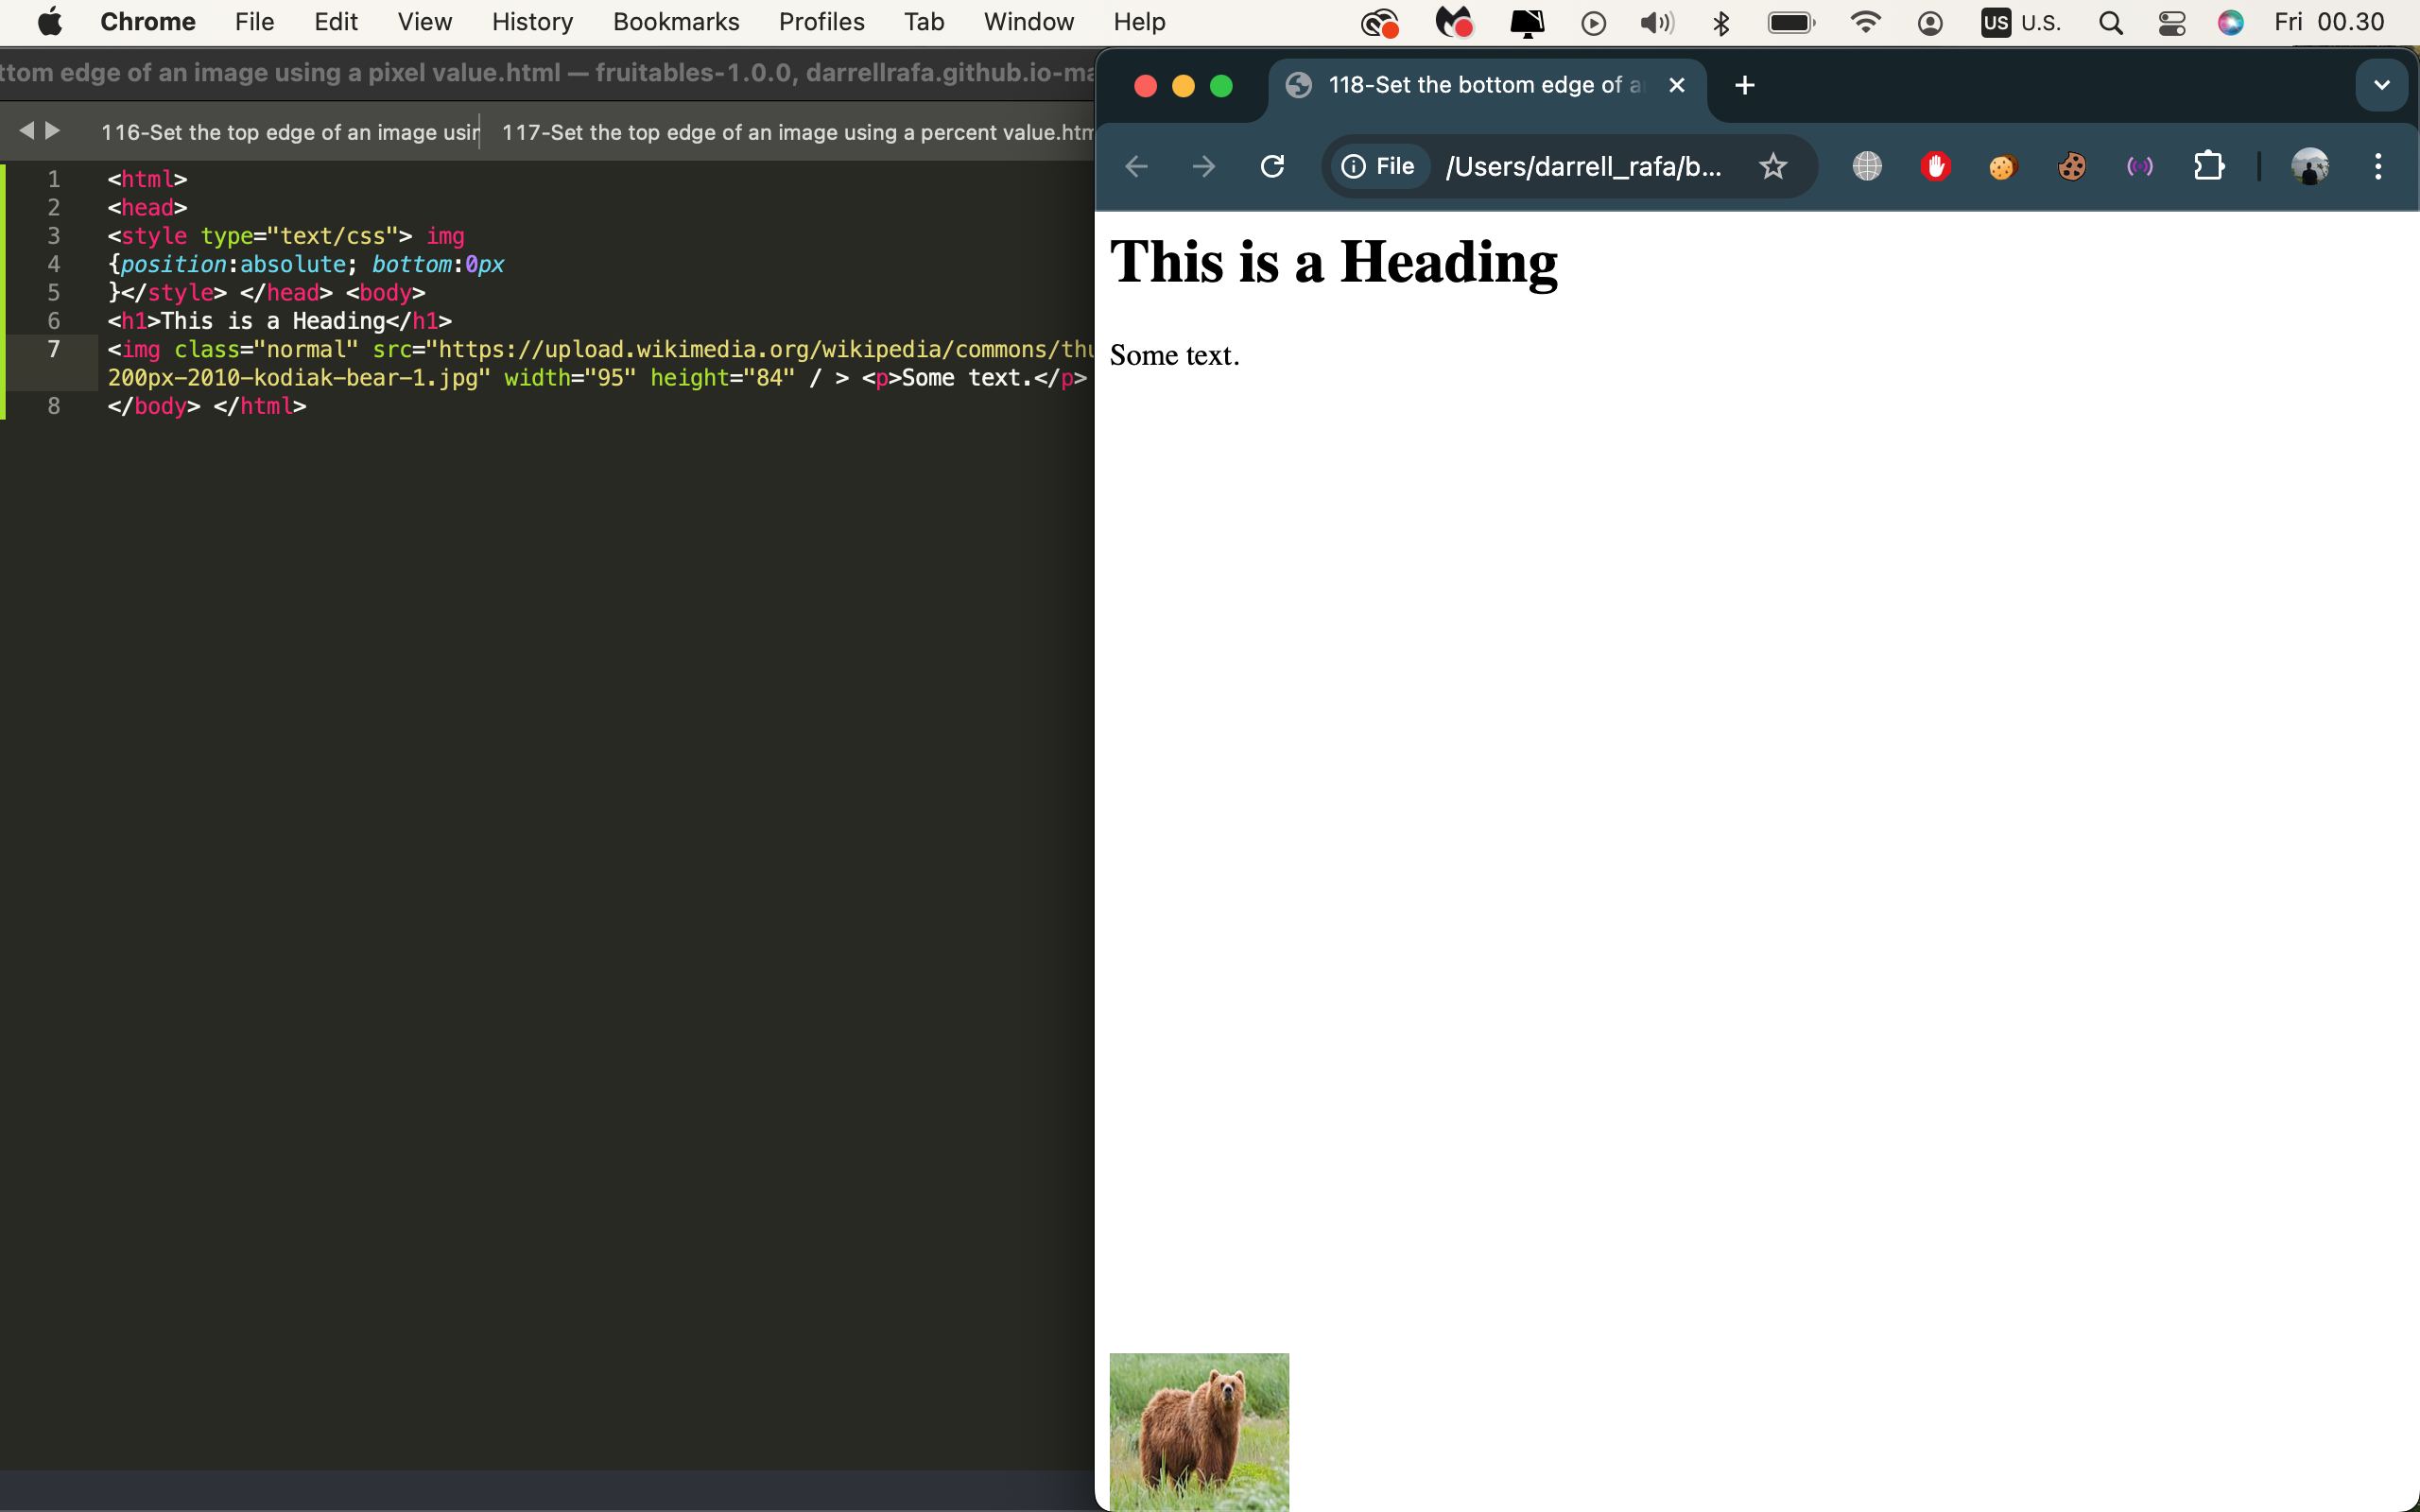 Chrome File Edit View History Bookmarks Profiles Tab Window Help US U.S. Fri 00.30
ttom edge of an image using a pixel value.html — fruitables-1.0.0, darrellrafa.github.io-ma
116-Set the top edge of an image usin 117-Set the top edge of an image using a percent value.htm
1 <html>
2 <head>
3 <style type="text/css"> img
4 {position:absolute; bottom:0px
5 }</style> </head> <body>
6 <h1>This is a Heading</h1>
7 <img class="normal" src="https://upload.wikimedia.org/wikipedia/commons/thu
200px-2010-kodiak-bear-1.jpg" width="95" height="84" / > <p>Some text.</p>
8 </body> </html>
118-Set the bottom edge of a
File /Users/darrell_rafa/b...
This is a Heading
Some text.